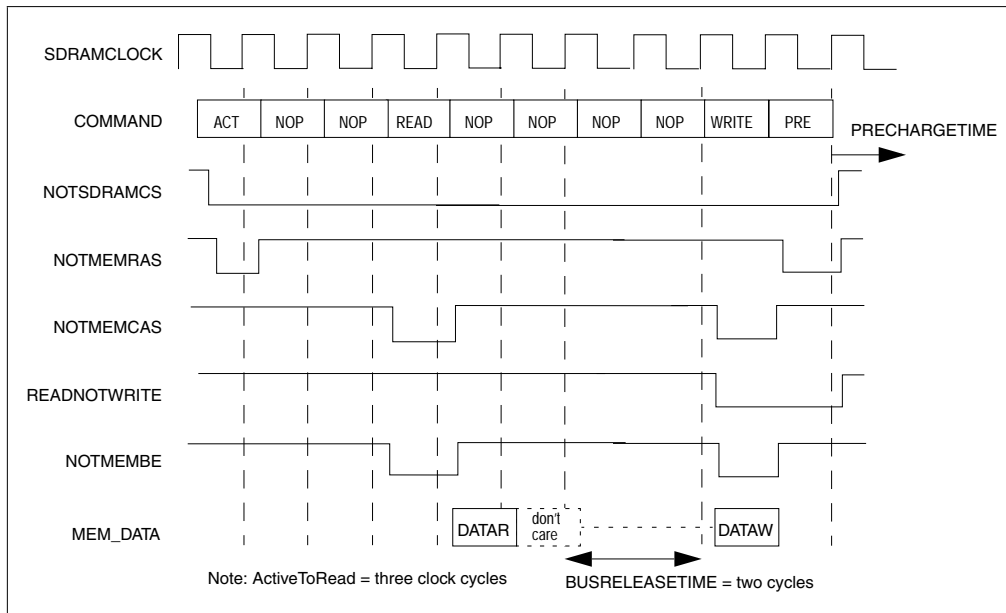 SDRAMCLOCK
COMMAND ACT NOP NOP READ NOP NOP NOP NOP WRITE PRE
PRECHARGETIME
NOTSDRAMCS
NOTMEMRAS
NOTMEMCAS
READNOTWRITE
NOTMEMBE
MEM_DATA DATAR don't care DATAW
Note: ActiveToRead = three clock cycles BUSRELEASETIME = two cycles